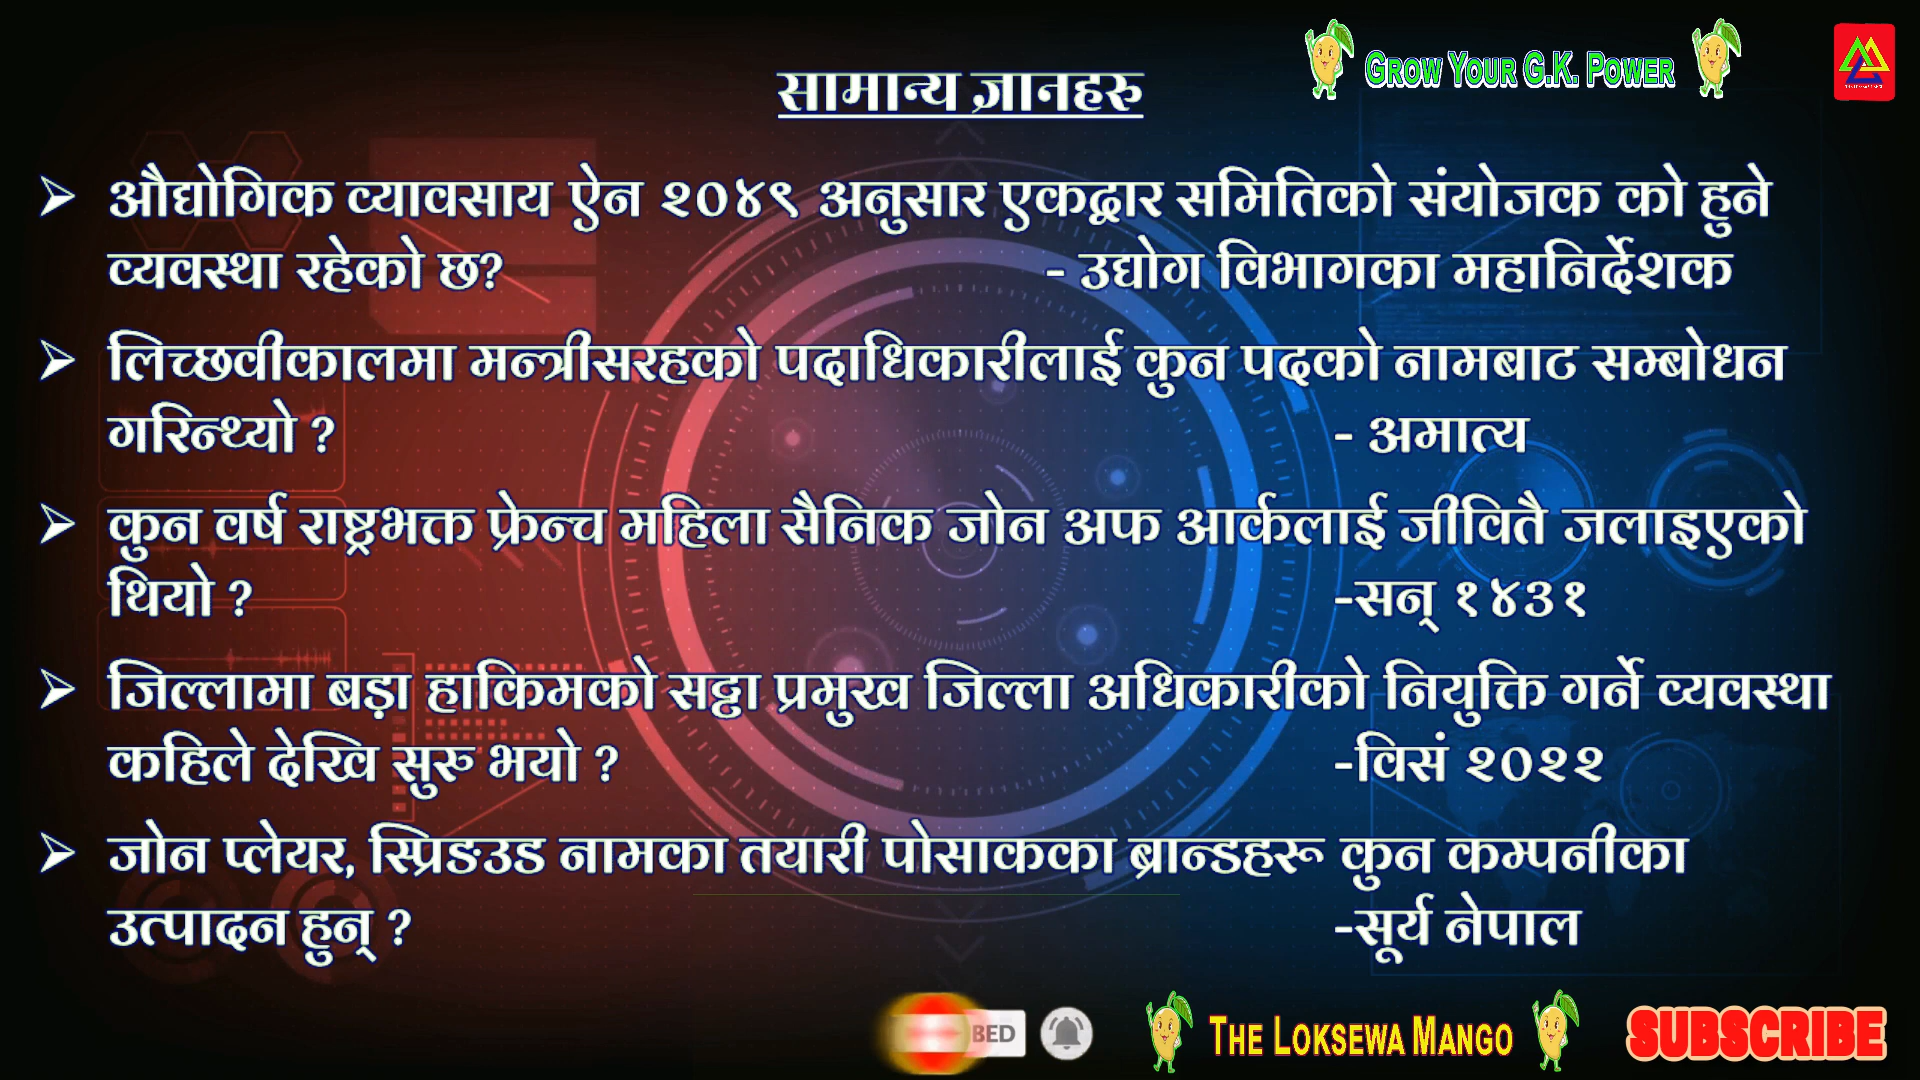 GROW YOUR G.K. POWER
सामान्य ज्ञानहरु
औद्योगिक व्यावसाय ऐन २०४९ अनुसार एकद्वार समितिको संयोजक को हुने
व्यवस्था रहेको छ? - उद्योग विभागका महानिर्देशक
लिच्छवीकालमा मन्त्रीसरहको पदाधिकारीलाई कुन पदको नामबाट सम्बोधन
गरिन्थ्यो ? - अमात्य
कुन वर्ष राष्ट्रभक्त फ्रेन्च महिला सैनिक जोन अफ आर्कलाई जीवितै जलाइएको
थियो ? -सन् १४३१
जिल्लामा बड़ा हाकिमको सट्टा प्रमुख जिल्ला अधिकारीको नियुक्ति गर्ने व्यवस्था
कहिले देखि सुरु भयो ? -विसं २०२२
जोन प्लेयर, स्प्रिङउड नामका तयारी पोसाकका ब्रान्डहरू कुन कम्पनीका
उत्पादन हुन् ? -सूर्य नेपाल
BED
THE LOKSEWA MANGO
SUBSCRIBE